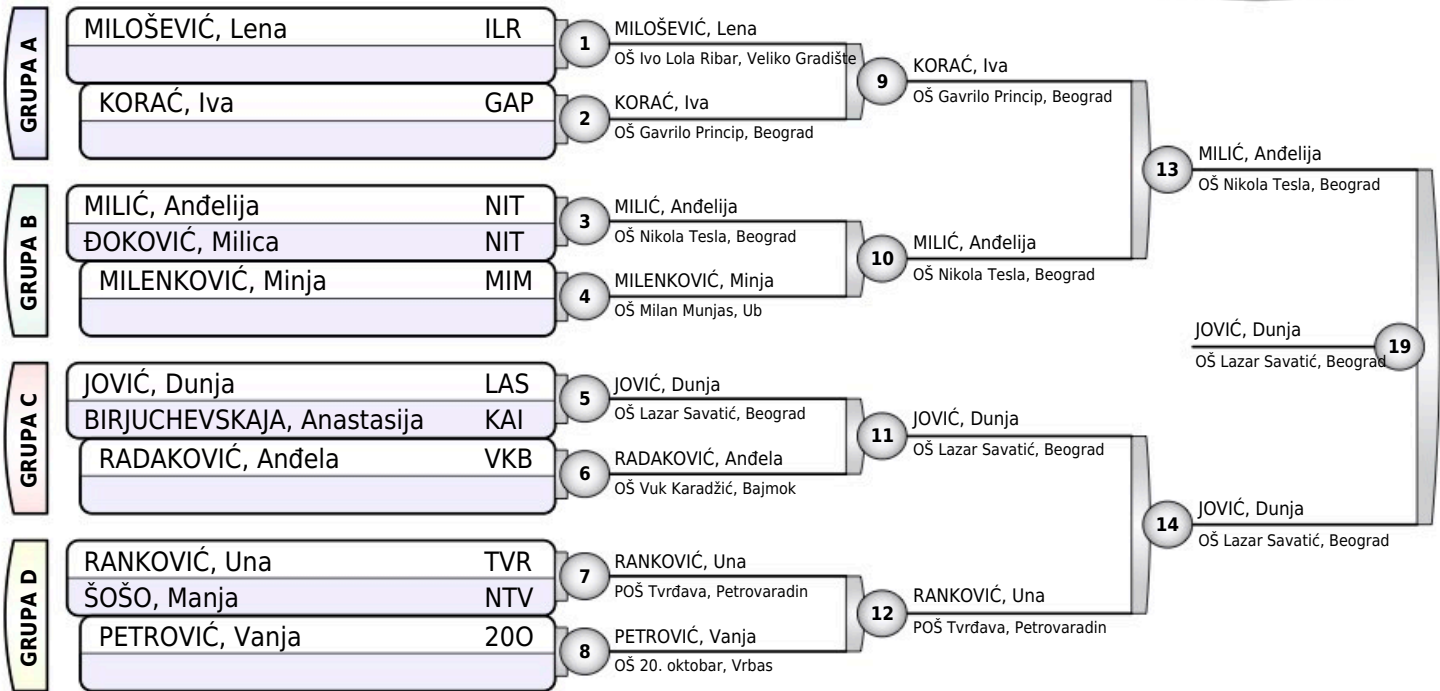 GRUPA A
MILOŠEVIĆ, Lena ILR
KORAĆ, Iva GAP
GRUPA B
MILIĆ, Anđelija NIT
ĐOKOVIĆ, Milica NIT
MILENKOVIĆ, Minja MIM
GRUPA C
JOVIĆ, Dunja LAS
BIRJUCHEVSKAJA, Anastasija KAI
RADAKOVIĆ, Anđela VKB
GRUPA D
RANKOVIĆ, Una TVR
ŠOŠO, Manja NTV
PETROVIĆ, Vanja 20O
1
MILOŠEVIĆ, Lena
OŠ Ivo Lola Ribar, Veliko Gradište
2
KORAĆ, Iva
OŠ Gavrilo Princip, Beograd
3
MILIĆ, Anđelija
OŠ Nikola Tesla, Beograd
4
MILENKOVIĆ, Minja
OŠ Milan Munjas, Ub
5
JOVIĆ, Dunja
OŠ Lazar Savatić, Beograd
6
RADAKOVIĆ, Anđela
OŠ Vuk Karadžić, Bajmok
7
RANKOVIĆ, Una
POŠ Tvrđava, Petrovaradin
8
PETROVIĆ, Vanja
OŠ 20. oktobar, Vrbas
9
KORAĆ, Iva
OŠ Gavrilo Princip, Beograd
10
MILIĆ, Anđelija
OŠ Nikola Tesla, Beograd
11
JOVIĆ, Dunja
OŠ Lazar Savatić, Beograd
12
RANKOVIĆ, Una
POŠ Tvrđava, Petrovaradin
13
MILIĆ, Anđelija
OŠ Nikola Tesla, Beograd
14
JOVIĆ, Dunja
OŠ Lazar Savatić, Beograd
JOVIĆ, Dunja
OŠ Lazar Savatić, Beograd
19